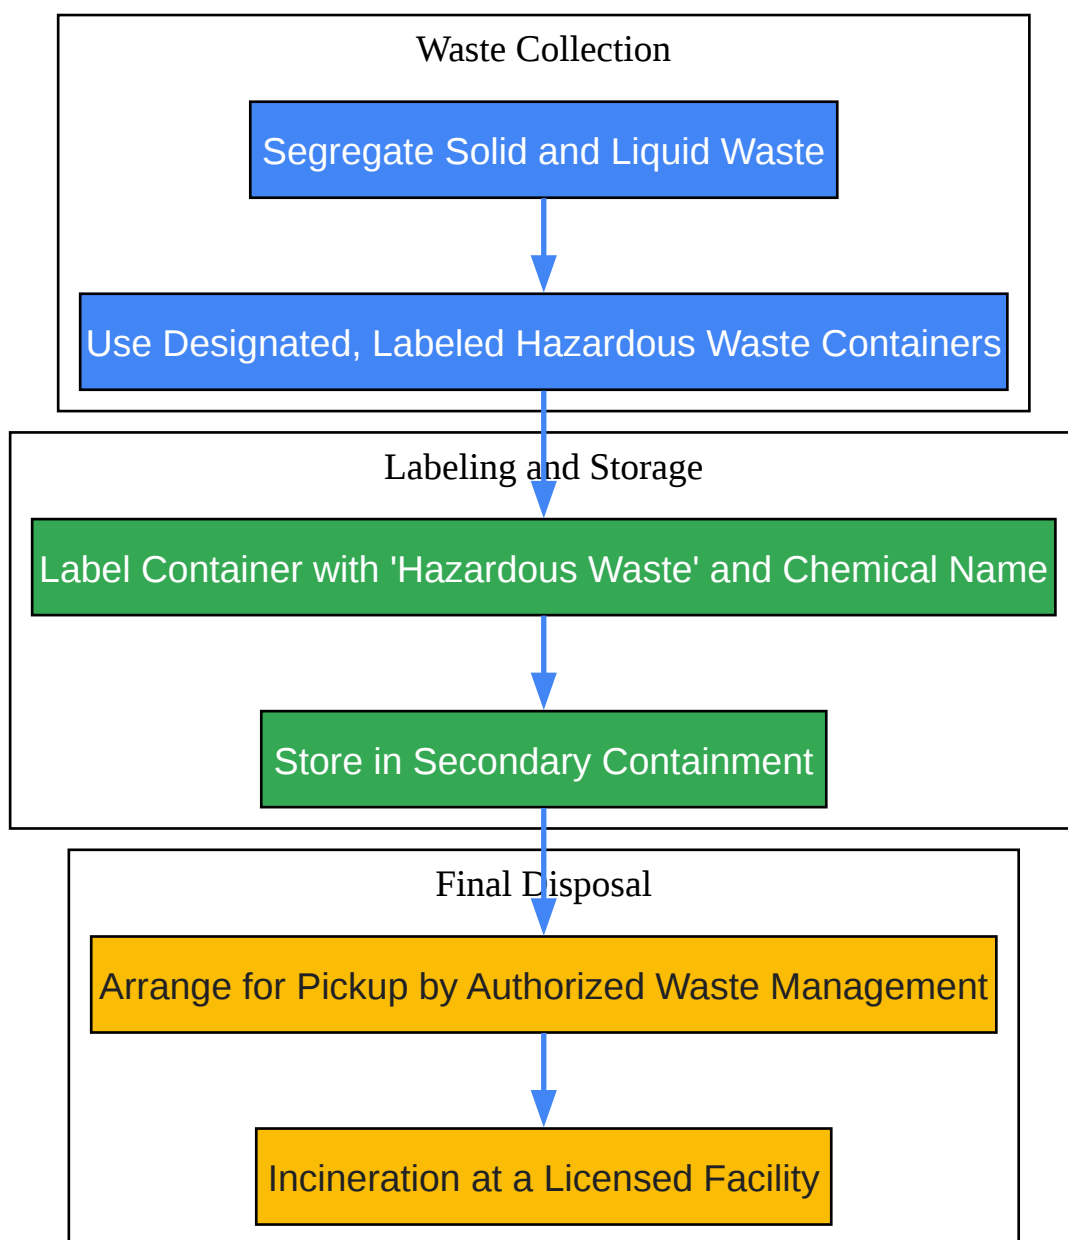 Waste Collection
Segregate Solid and Liquid Waste
Use Designated, Labeled Hazardous Waste Containers
Labeling and Storage
Label Container with 'Hazardous Waste' and Chemical Name
Store in Secondary Containment
Final Disposal
Arrange for Pickup by Authorized Waste Management
Incineration at a Licensed Facility